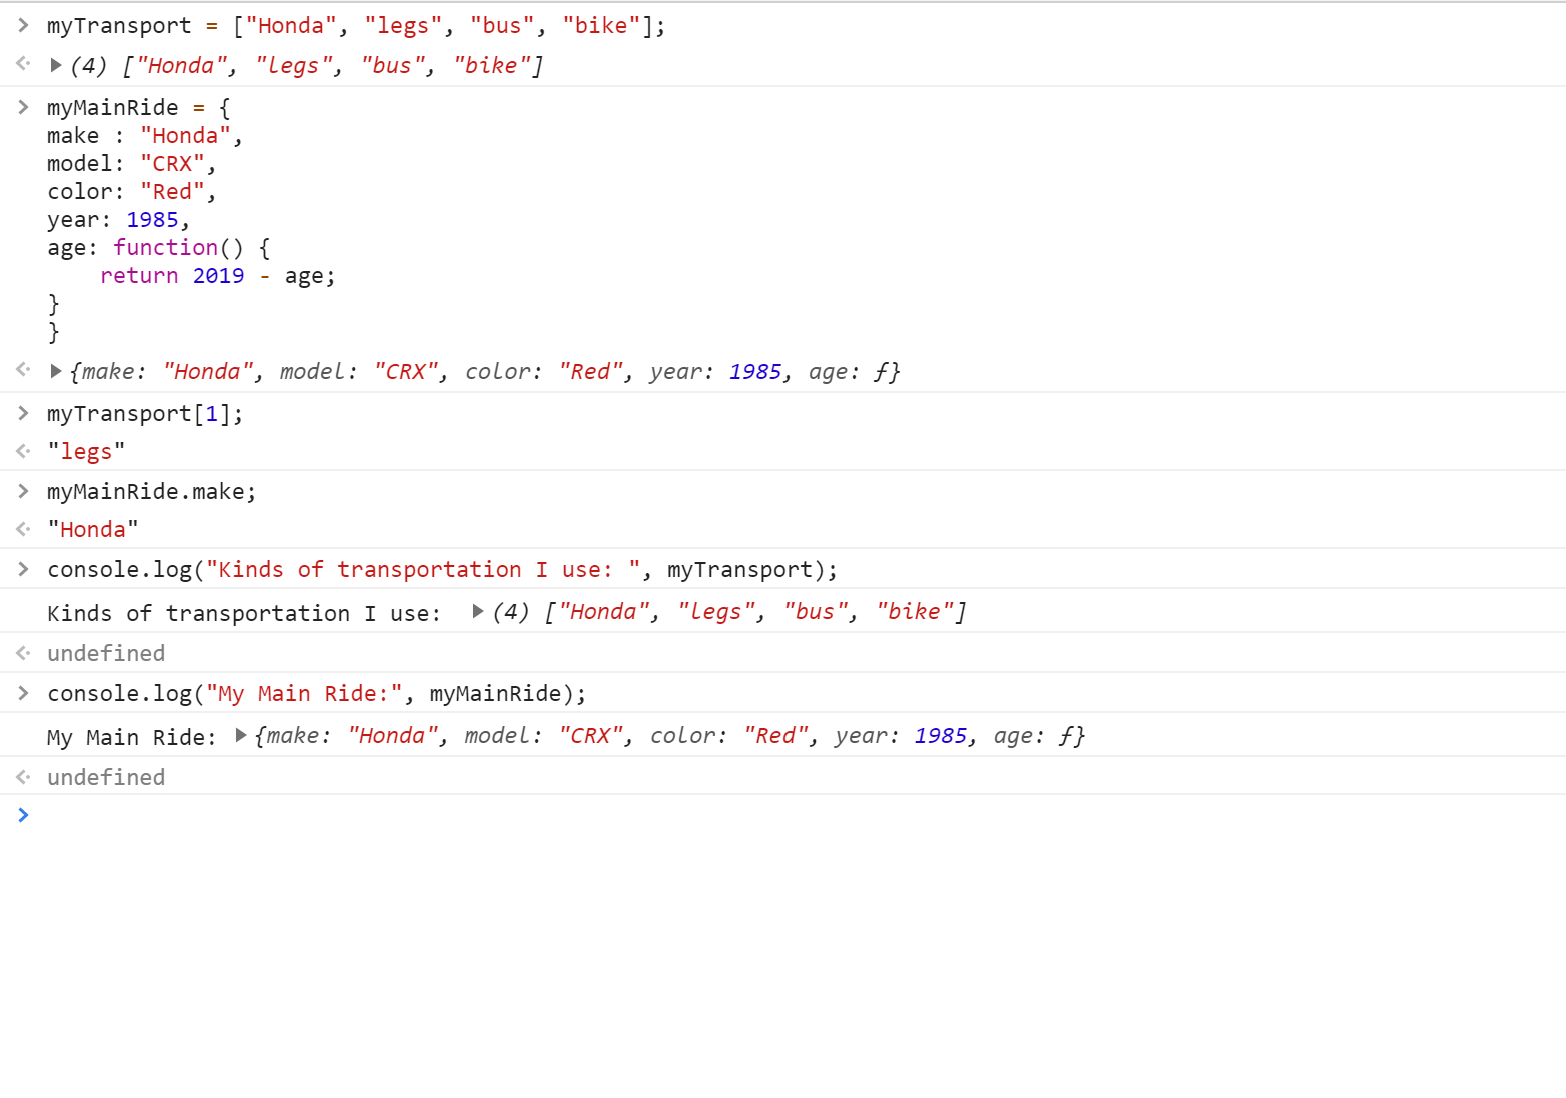 > myTransport = ["Honda", "legs", "bus", "bike"];
(4) ["Honda", "legs", "bus", "bike"]
> myMainRide = {
make : "Honda",
model: "CRX",
color: "Red",
year: 1985,
age: function() {
    return 2019 - age;
}
}
{make: "Honda", model: "CRX", color: "Red", year: 1985, age: ƒ}
> myTransport[1];
"legs"
> myMainRide.make;
"Honda"
> console.log("Kinds of transportation I use: ", myTransport);
Kinds of transportation I use:  (4) ["Honda", "legs", "bus", "bike"]
undefined
> console.log("My Main Ride:", myMainRide);
My Main Ride: {make: "Honda", model: "CRX", color: "Red", year: 1985, age: ƒ}
undefined
>